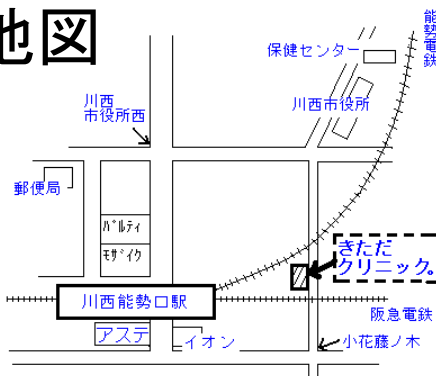 地図
能勢電鉄
保健センター
川西市役所
川西
市役所西
郵便局
パルティ
モザイク
きただ
クリニック。
川西能勢口駅
阪急電鉄
アステ
イオン
小花藤ノ木